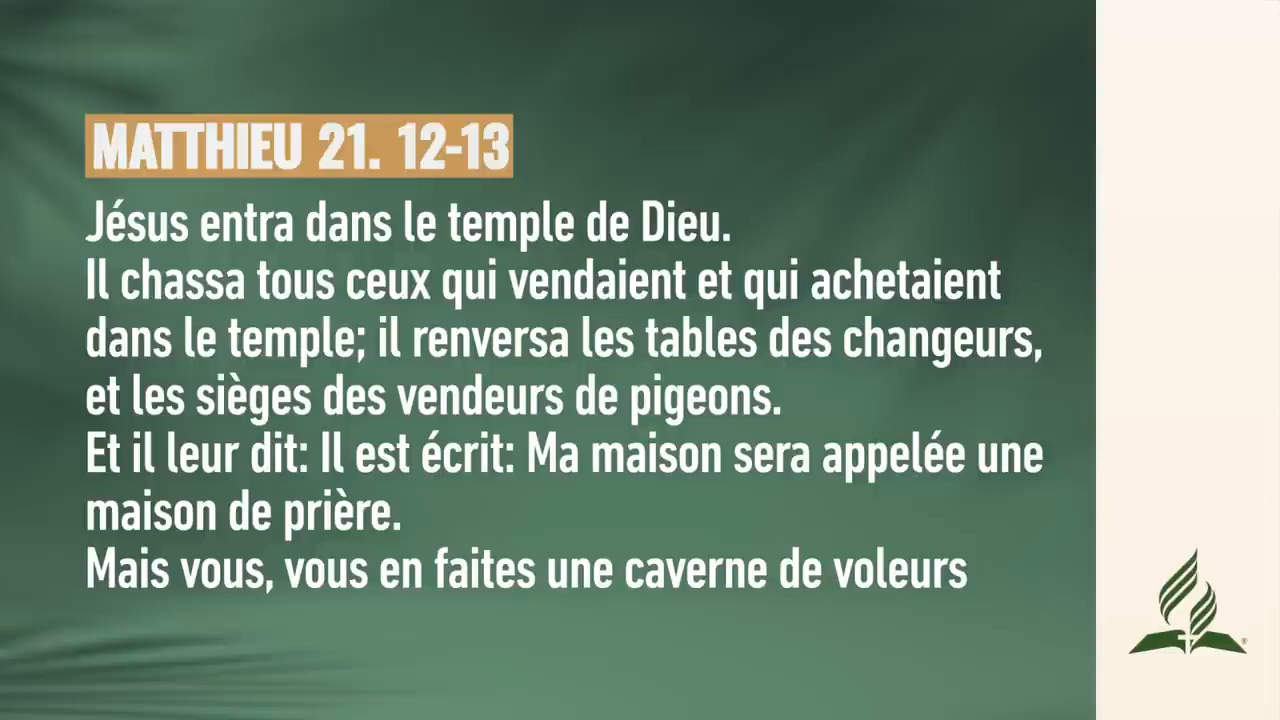 MATTHIEU 21. 12-13
Jésus entra dans le temple de Dieu.
Il chassa tous ceux qui vendaient et qui achetaient
dans le temple; il renversa les tables des changeurs,
et les sièges des vendeurs de pigeons.
Et il leur dit: Il est écrit: Ma maison sera appelée une
maison de prière.
Mais vous, vous en faites une caverne de voleurs